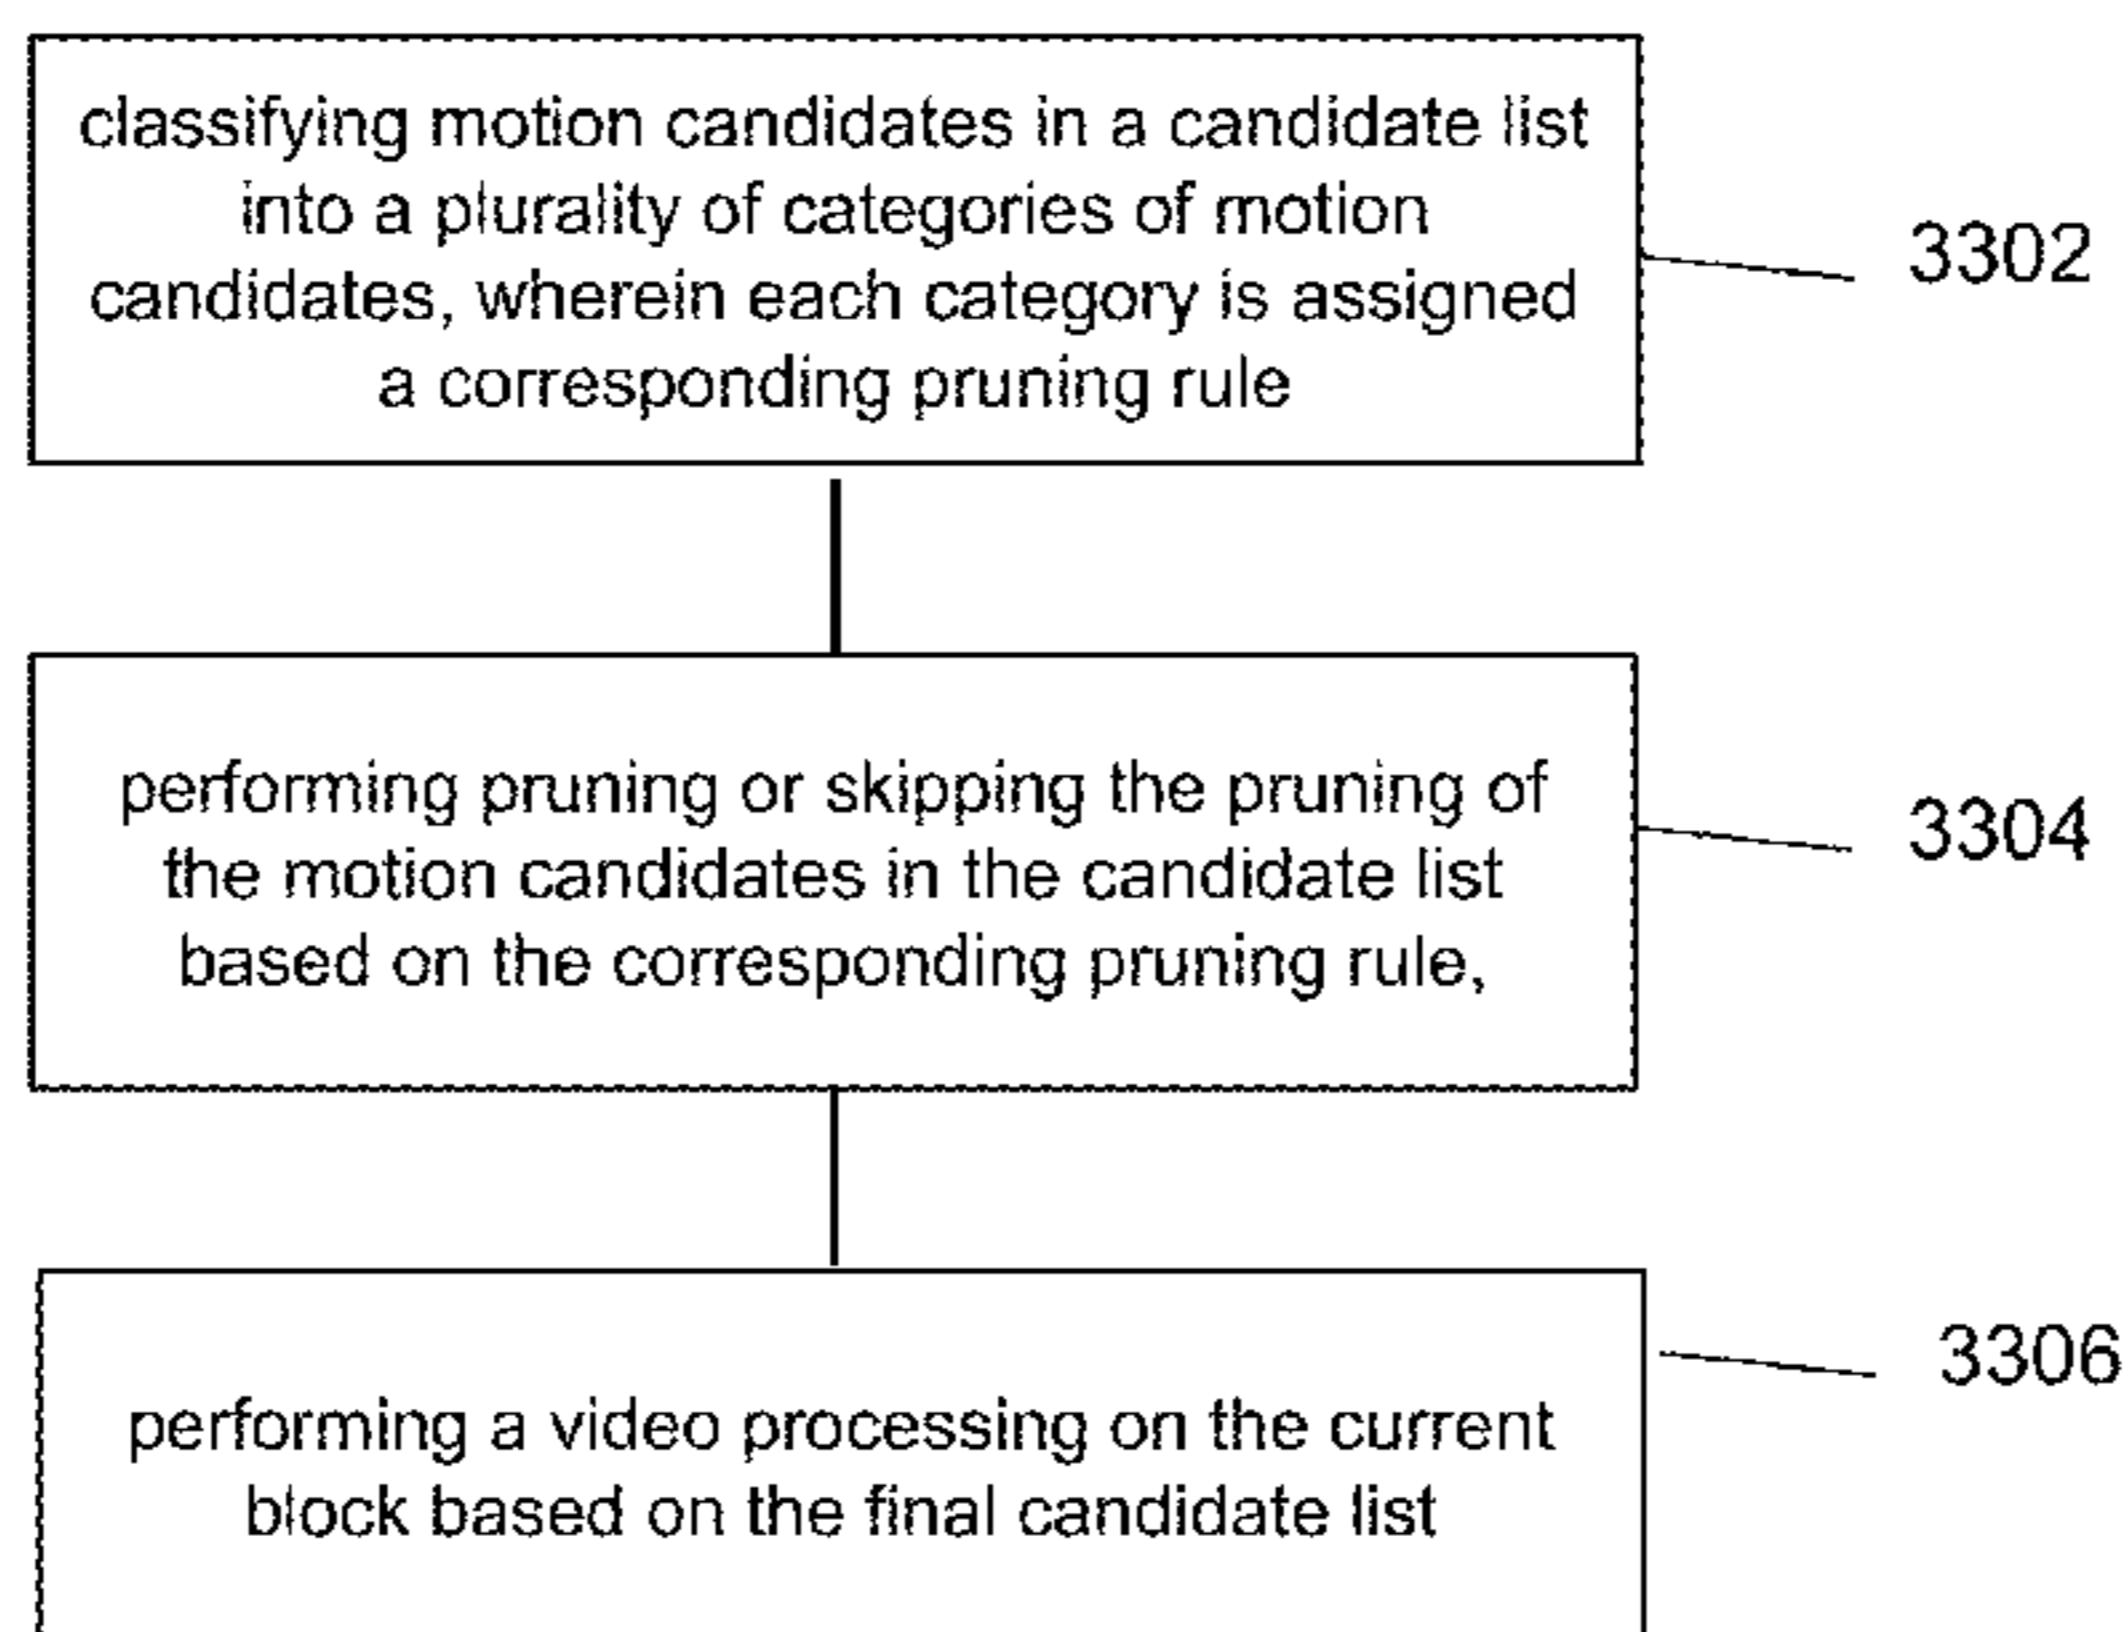 classifying motion candidates in a candidate list
into a plurality of categories of motion
candidates, wherein each category is assigned
a corresponding pruning rule
3302
performing pruning or skipping the pruning of
the motion candidates in the candidate list
based on the corresponding pruning rule,
3304
performing a video processing on the current
block based on the final candidate list
3306